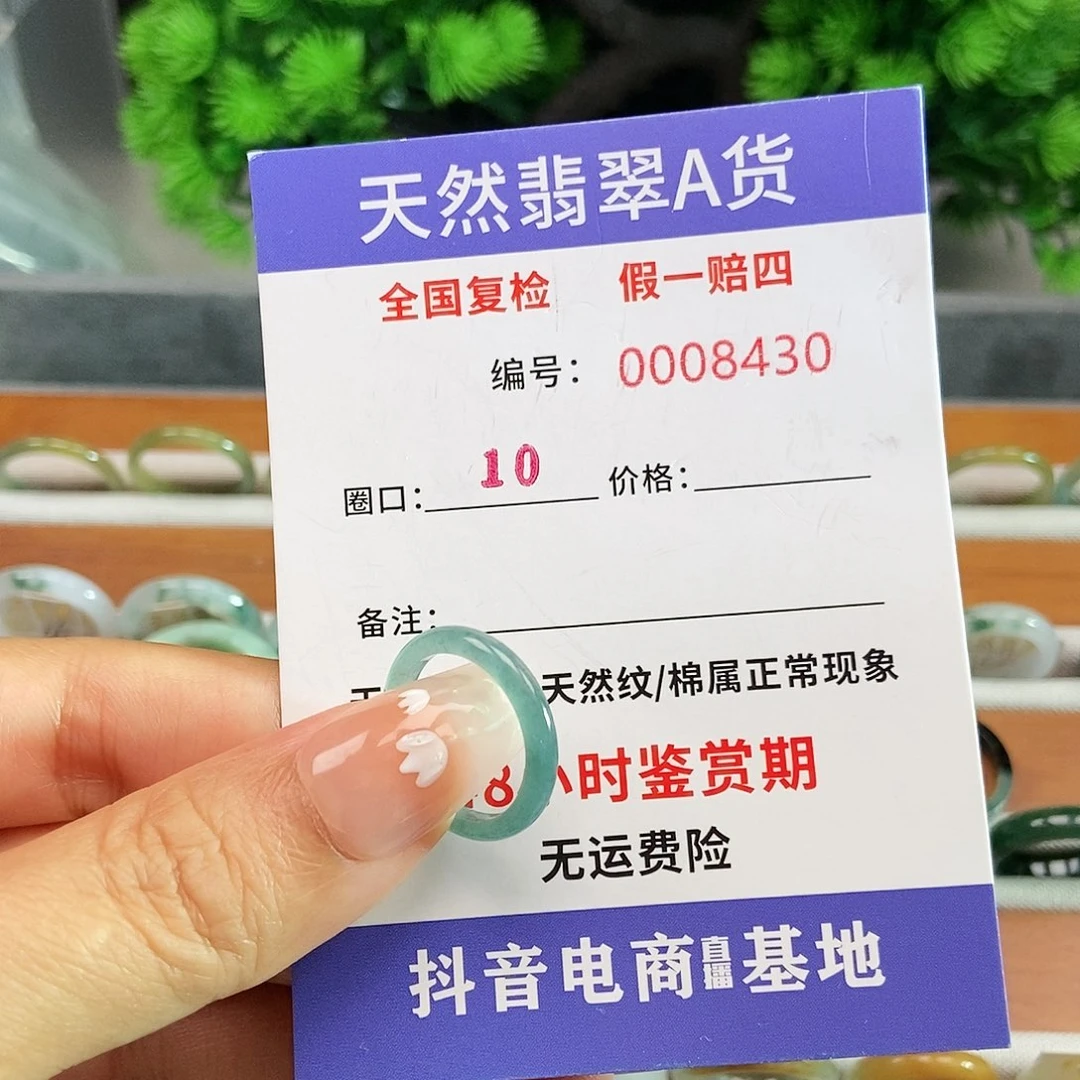 天然翡翠A货
全国复检 假一赔四
编号: 0008430
圈口: 10 价格:
备注:
天然纹/棉属正常现象
8小时鉴赏期
无运费险
抖音电商直播基地